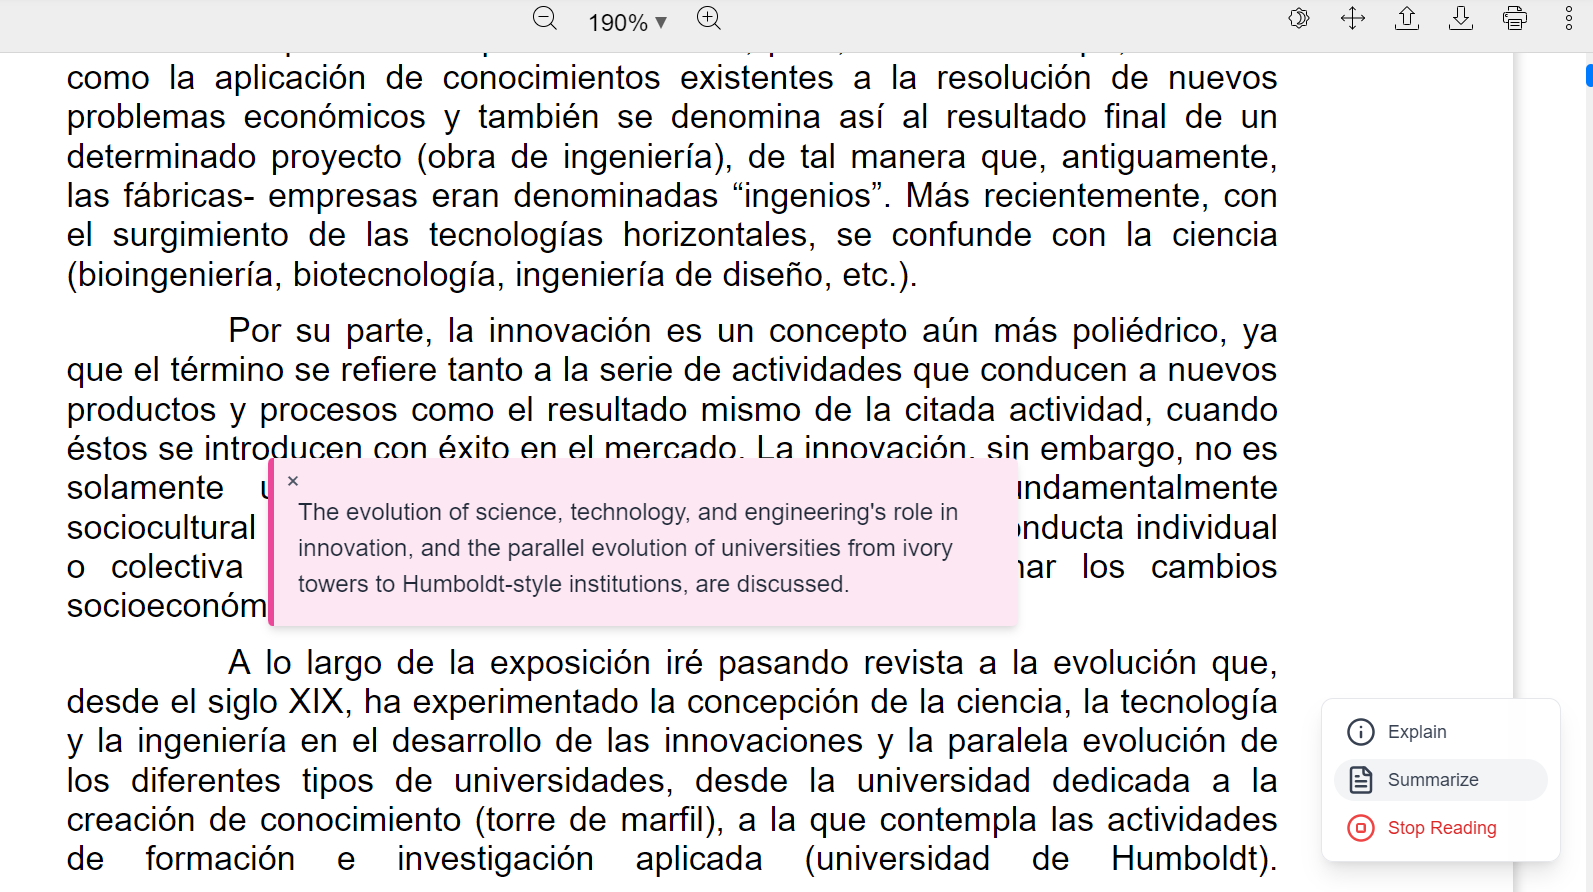 190% ▼
como la aplicación de conocimientos existentes a la resolución de nuevos
problemas económicos y también se denomina así al resultado final de un
determinado proyecto (obra de ingeniería), de tal manera que, antiguamente,
las fábricas- empresas eran denominadas “ingenios”. Más recientemente, con
el surgimiento de las tecnologías horizontales, se confunde con la ciencia
(bioingeniería, biotecnología, ingeniería de diseño, etc.).
Por su parte, la innovación es un concepto aún más poliédrico, ya
que el término se refiere tanto a la serie de actividades que conducen a nuevos
productos y procesos como el resultado mismo de la citada actividad, cuando
éstos se introducen con éxito en el mercado. La innovación, sin embargo, no es
solamente
sociocultural individual
o colectiva los cambios
×
The evolution of science, technology, and engineering's role in
innovation, and the parallel evolution of universities from ivory
towers to Humboldt-style institutions, are discussed.
A lo largo de la exposición iré pasando revista a la evolución que,
desde el siglo XIX, ha experimentado la concepción de la ciencia, la tecnología
y la ingeniería en el desarrollo de las innovaciones y la paralela evolución de
los diferentes tipos de universidades, desde la universidad dedicada a la
creación de conocimiento (torre de marfil), a la que contempla las actividades
de formación e investigación aplicada (universidad de Humboldt).
Explain
Summarize
Stop Reading